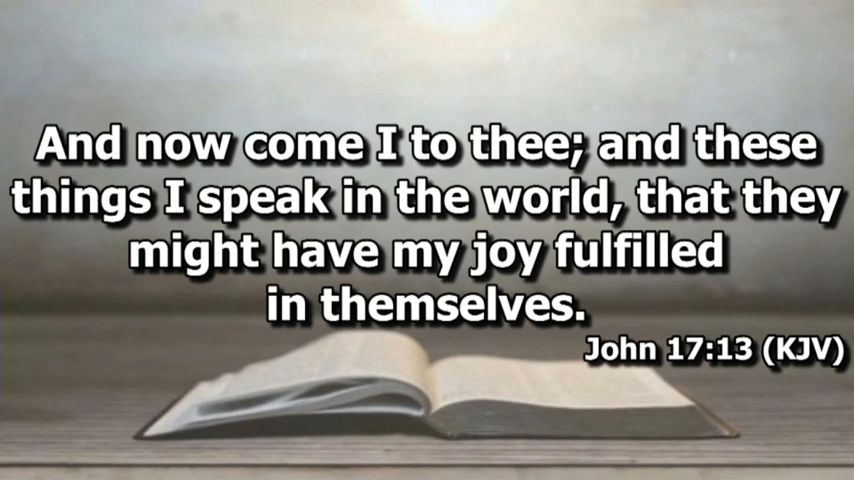 And now come I to thee; and these
things I speak in the world, that they
might have my joy fulfilled
in themselves.
John 17:13 (KJV)